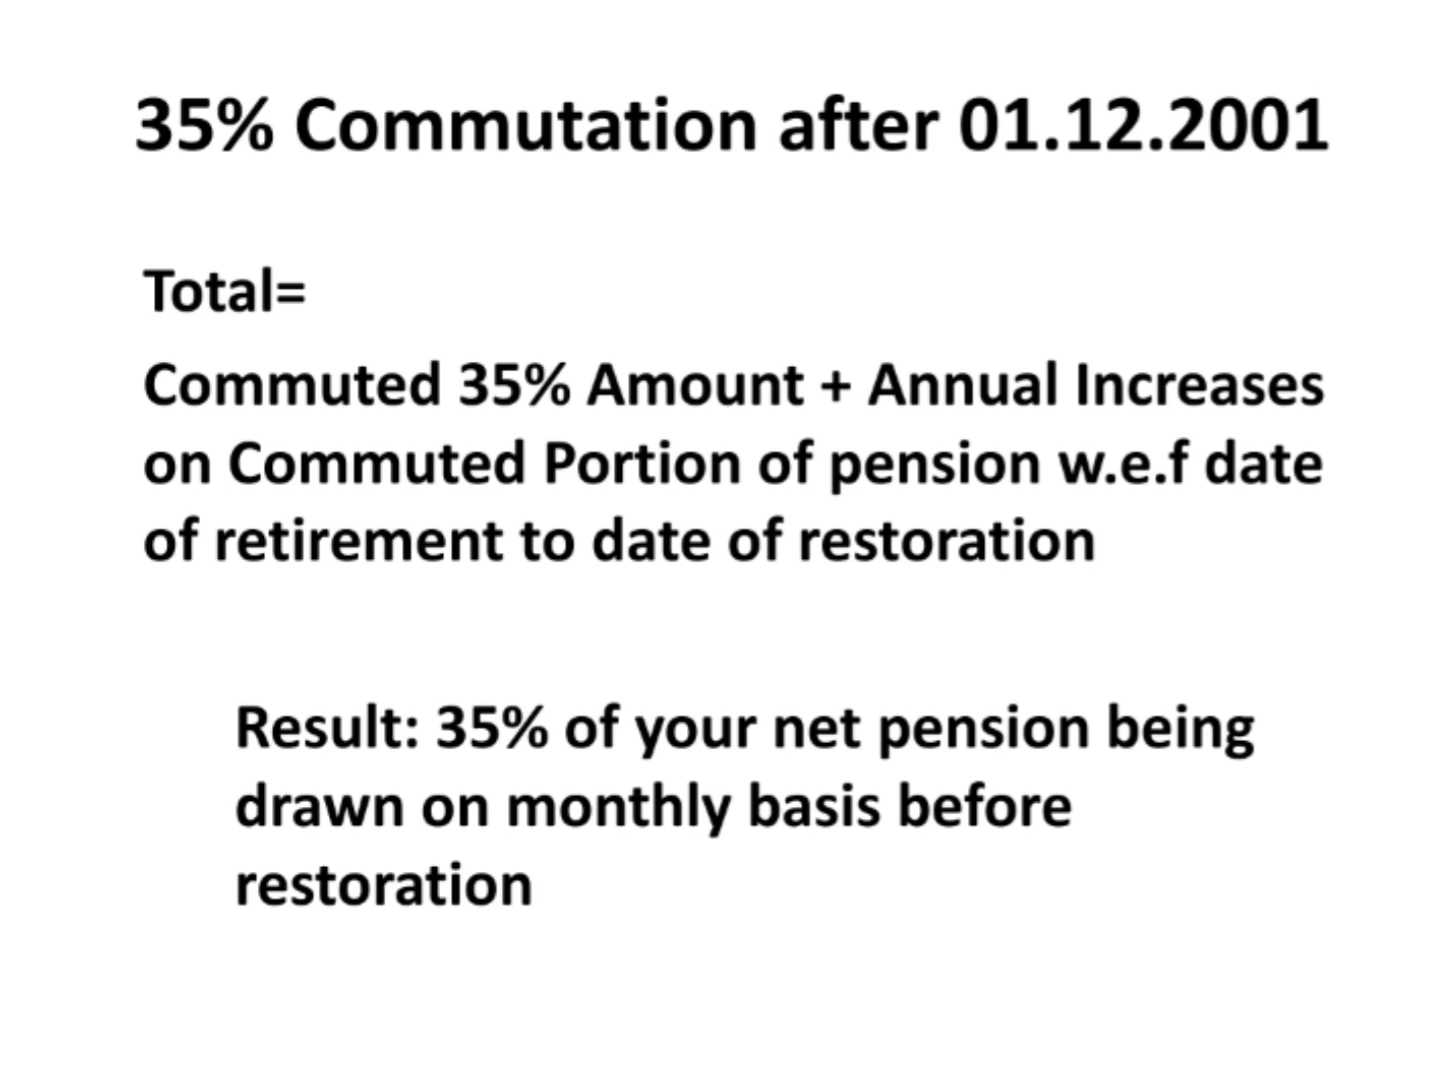 35% Commutation after 01.12.2001
Total=
Commuted 35% Amount + Annual Increases
on Commuted Portion of pension w.e.f date
of retirement to date of restoration
Result: 35% of your net pension being
drawn on monthly basis before
restoration